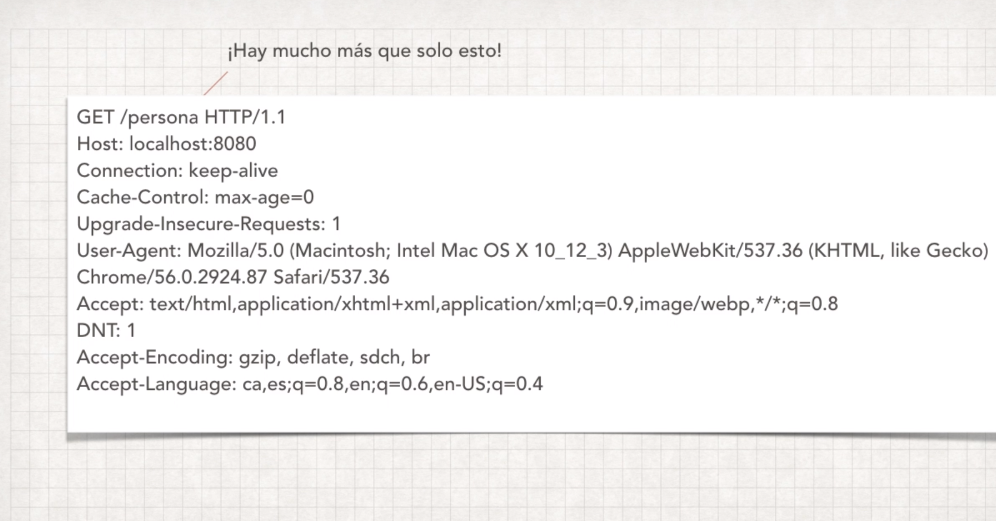 ¡Hay mucho más que solo esto!
GET /persona HTTP/1.1
Host: localhost:8080
Connection: keep-alive
Cache-Control: max-age=0
Upgrade-Insecure-Requests: 1
User-Agent: Mozilla/5.0 (Macintosh; Intel Mac OS X 10_12_3) AppleWebKit/537.36 (KHTML, like Gecko)
Chrome/56.0.2924.87 Safari/537.36
Accept: text/html,application/xhtml+xml,application/xml;q=0.9,image/webp,*/*;q=0.8
DNT: 1
Accept-Encoding: gzip, deflate, sdch, br
Accept-Language: ca,es;q=0.8,en;q=0.6,en-US;q=0.4